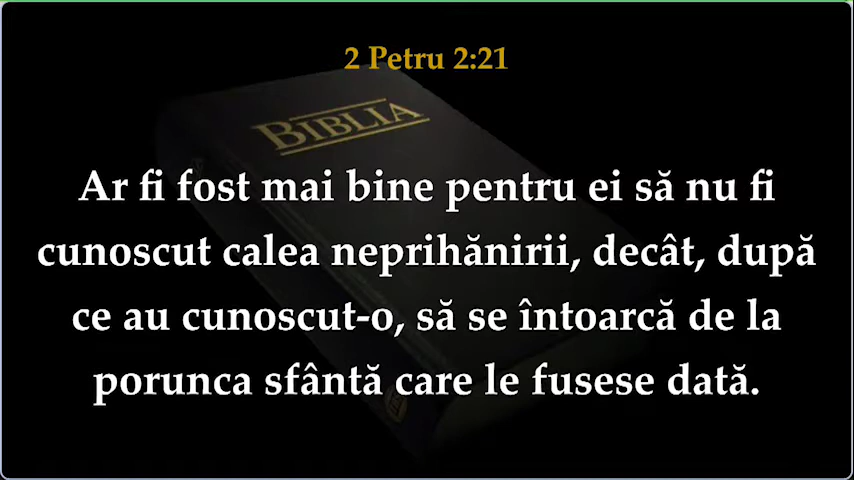 2 Petru 2:21
BIBLIA
Ar fi fost mai bine pentru ei să nu fi
cunoscut calea neprihănirii, decât, după
ce au cunoscut-o, să se întoarcă de la
porunca sfântă care le fusese dată.